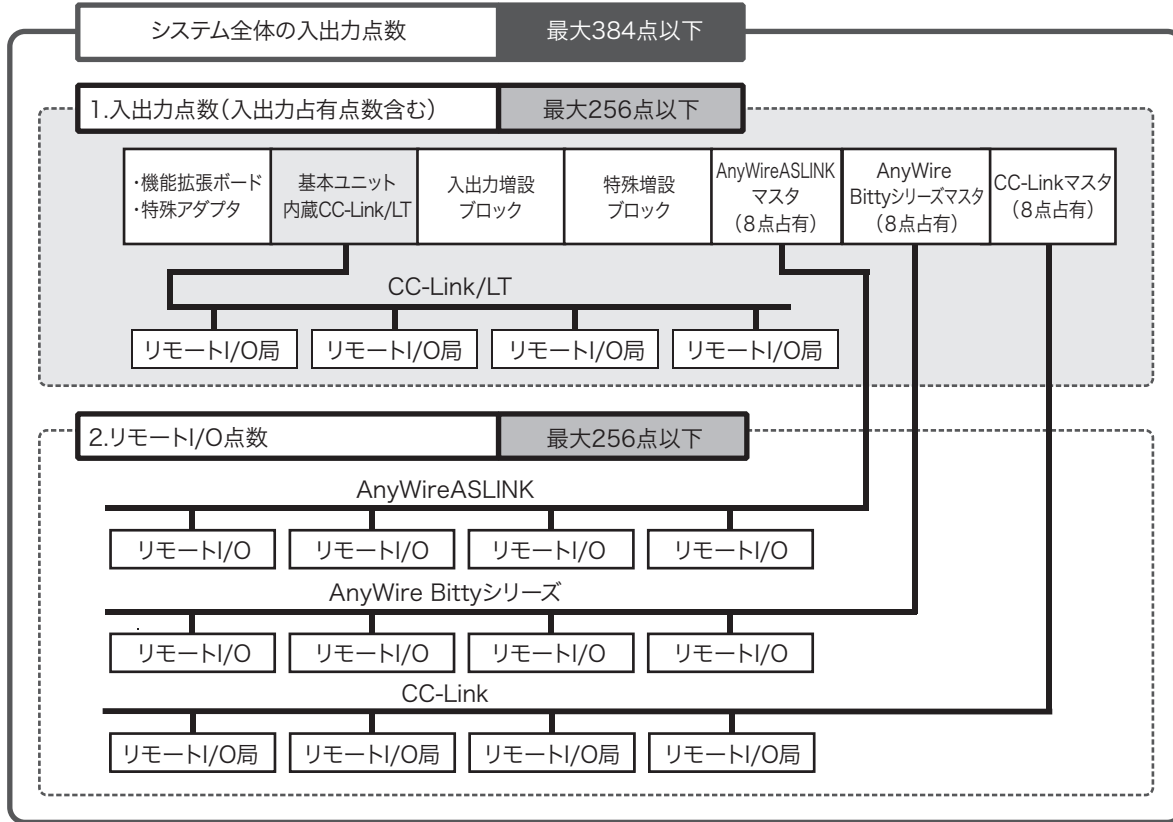 システム全体の入出力点数
最大384点以下
1.入出力点数(入出力占有点数含む)
最大256点以下
・機能拡張ボード
・特殊アダプタ
基本ユニット
内蔵CC-Link/LT
入出力増設
ブロック
特殊増設
ブロック
AnyWireASLINK
マスタ
(8点占有)
AnyWire
Bittyシリーズマスタ
(8点占有)
CC-Linkマスタ
(8点占有)
CC-Link/LT
リモートI/O局
リモートI/O局
リモートI/O局
リモートI/O局
2.リモートI/O点数
最大256点以下
AnyWireASLINK
リモートI/O
リモートI/O
リモートI/O
リモートI/O
AnyWire Bittyシリーズ
リモートI/O
リモートI/O
リモートI/O
リモートI/O
CC-Link
リモートI/O局
リモートI/O局
リモートI/O局
リモートI/O局